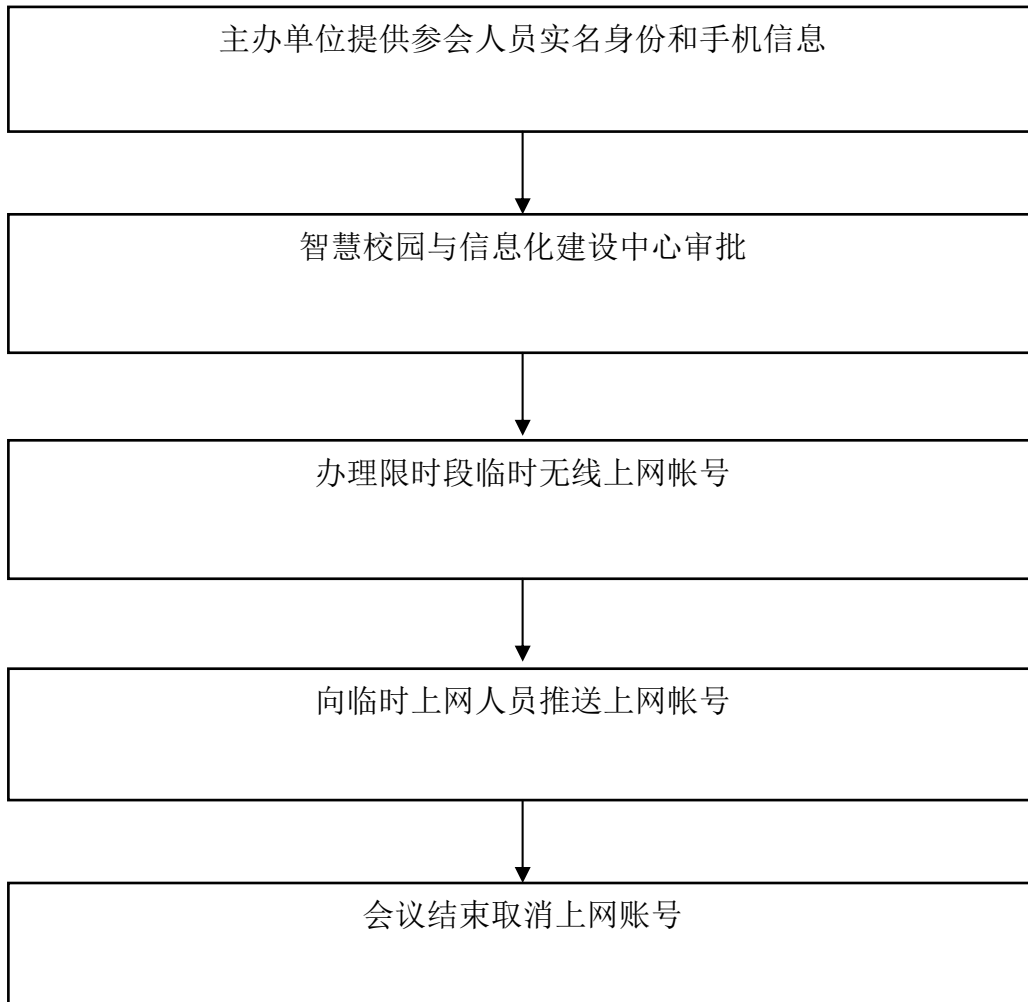 主办单位提供参会人员实名身份和手机信息
智慧校园与信息化建设中心审批
办理限时段临时无线上网帐号
向临时上网人员推送上网帐号
会议结束取消上网账号